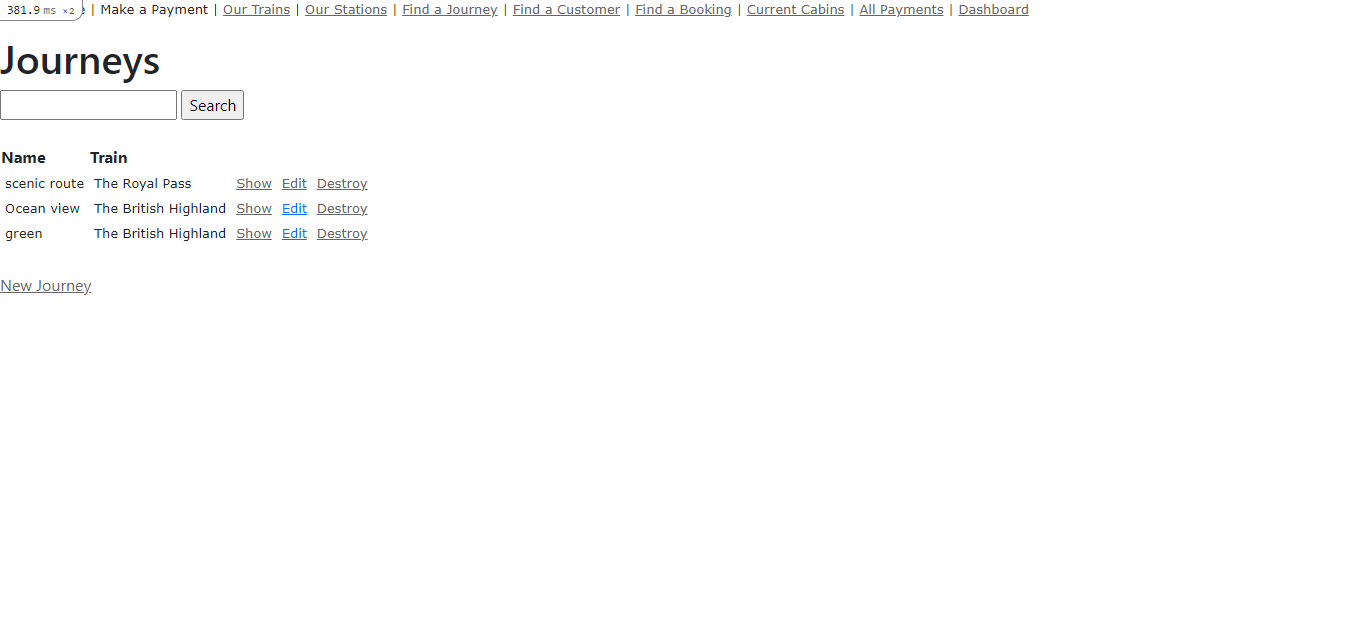 381.9 ms ×2 | Make a Payment | Our Trains | Our Stations | Find a Journey | Find a Customer | Find a Booking | Current Cabins | All Payments | Dashboard
Journeys
Search
Name Train
scenic route The Royal Pass Show Edit Destroy
Ocean view The British Highland Show Edit Destroy
green The British Highland Show Edit Destroy
New Journey